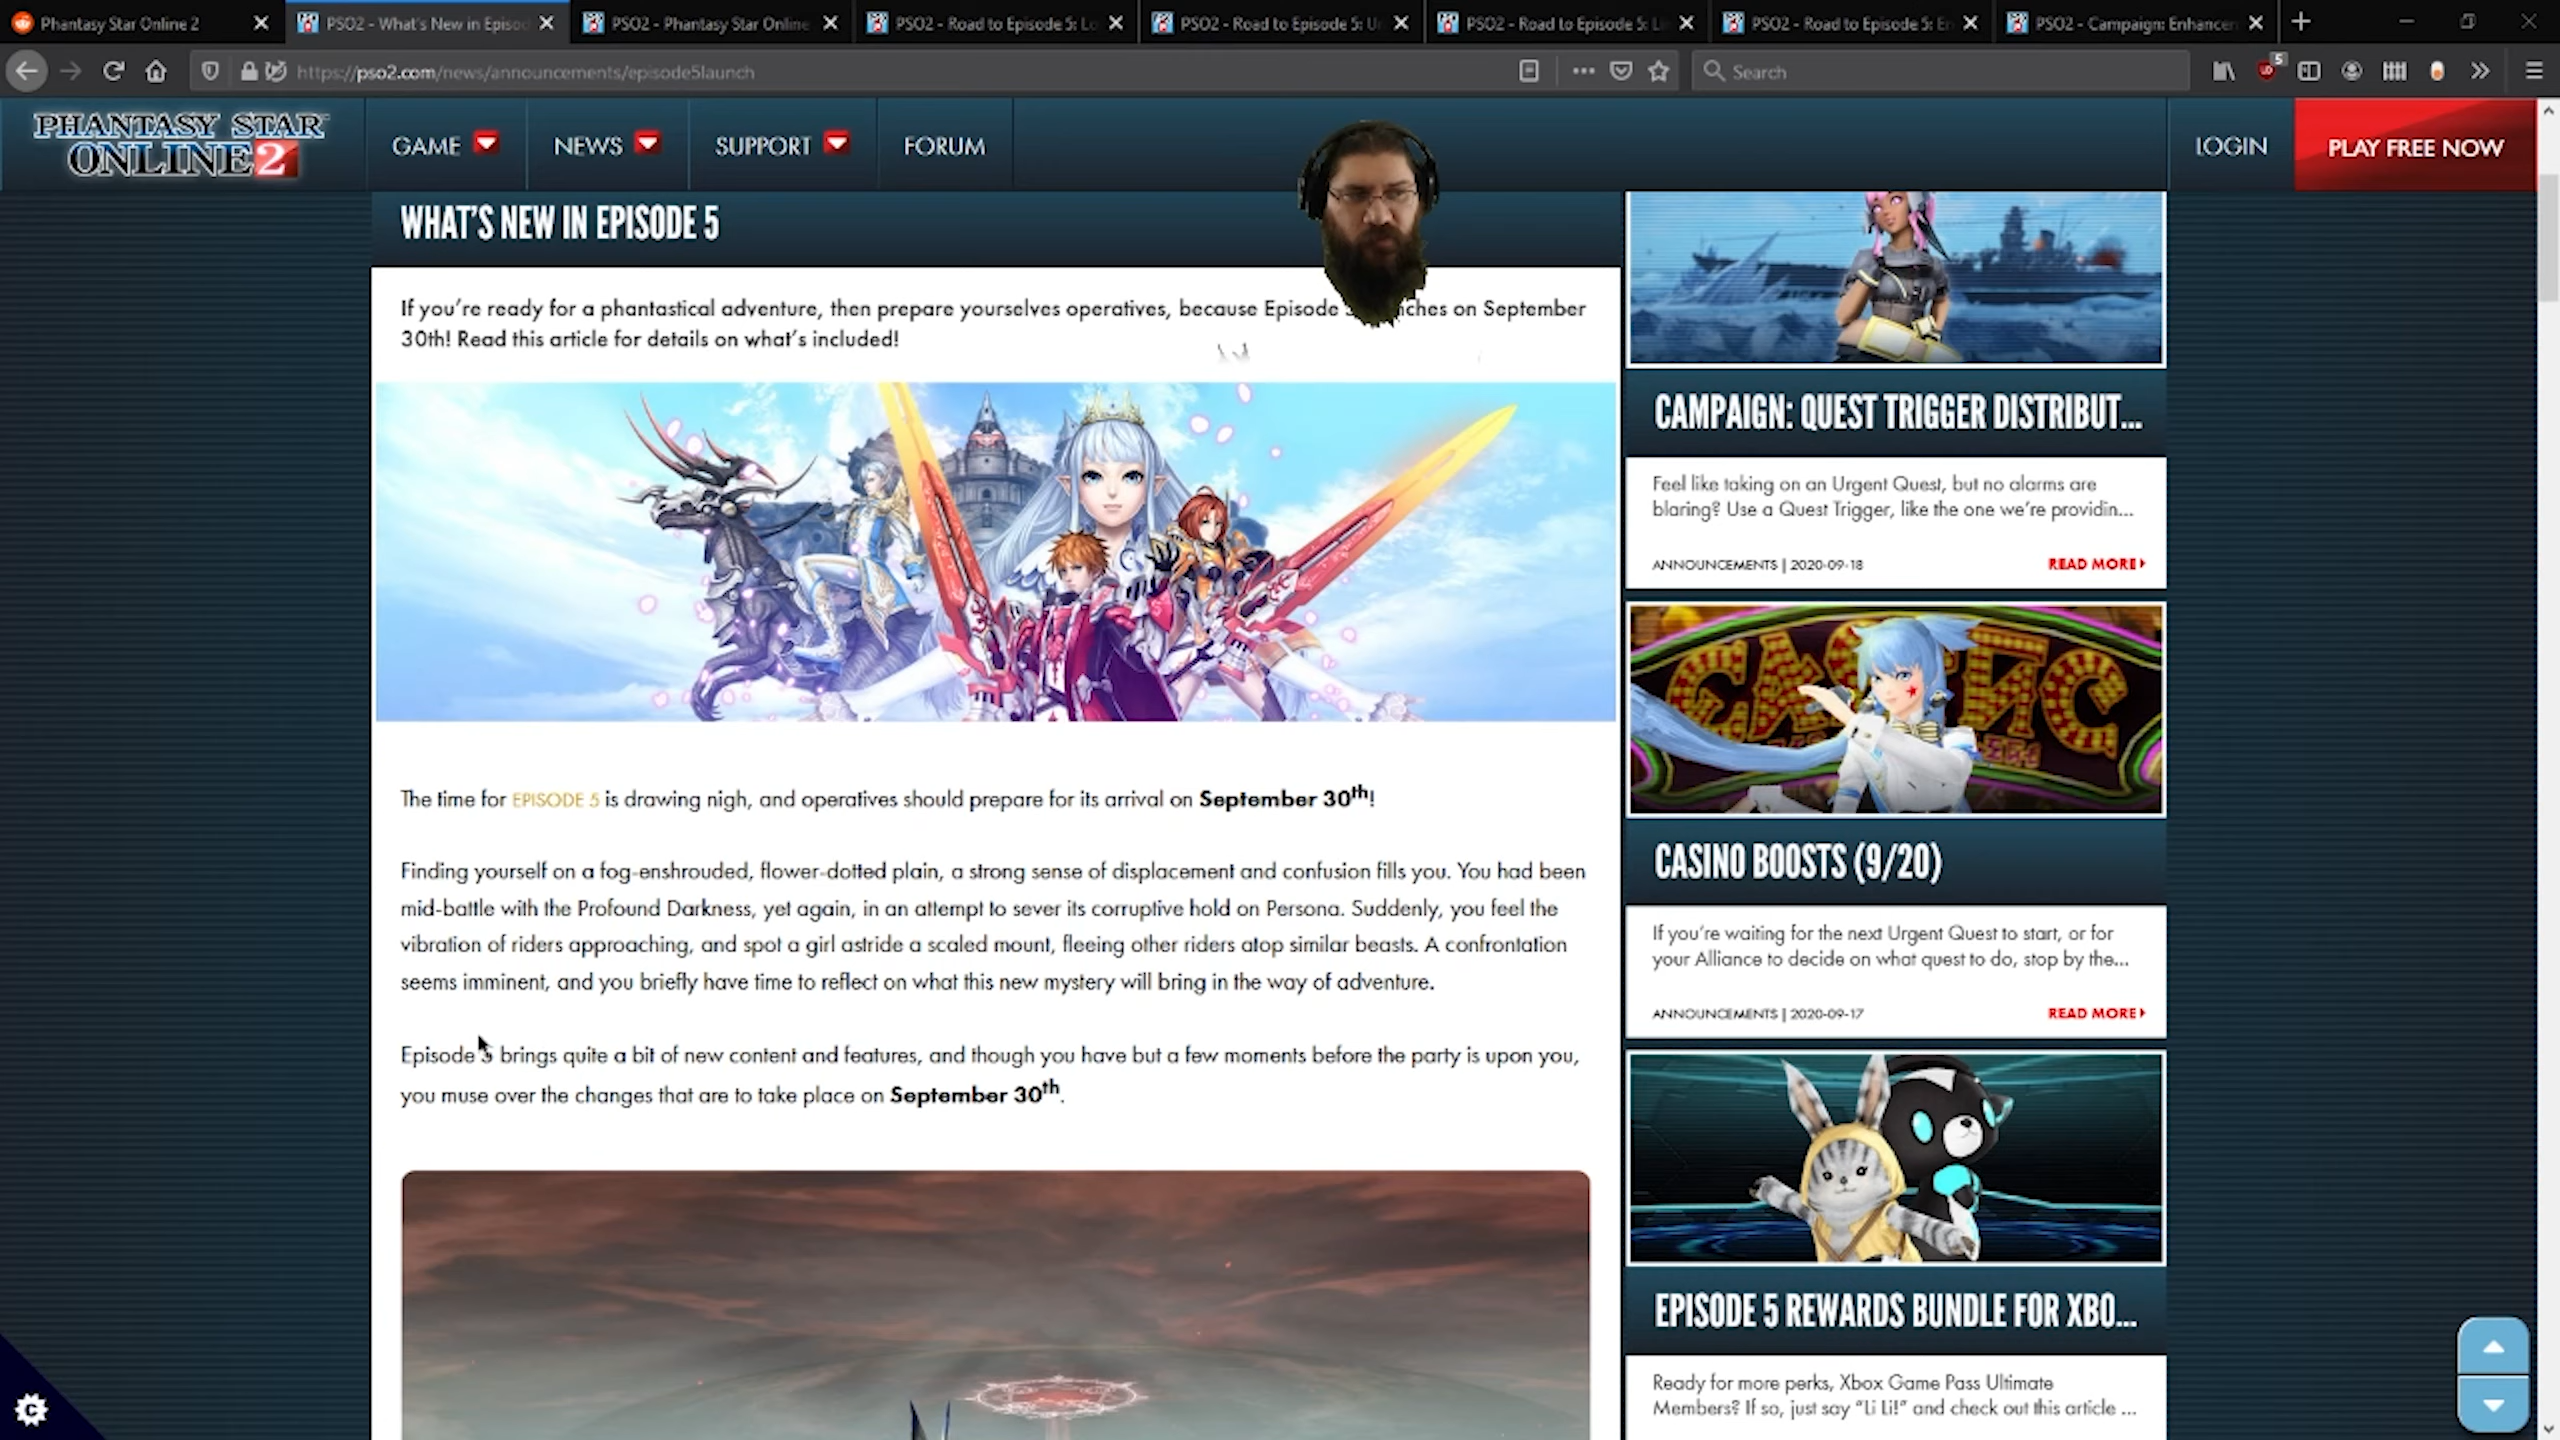 Phantasy Star Online 2
PSO2 - What's New in Episod
PSO2 - Phantasy Star Online
PSO2 - Road to Episode 5: Lo
PSO2 - Road to Episode 5: Ur
PSO2 - Road to Episode 5: Li
PSO2 - Road to Episode 5: En
PSO2 - Campaign: Enhancem
https://pso2.com/news/announcements/episode5launch
Search
5
PHANTASY STAR
ONLINE 2
GAME
NEWS
SUPPORT
FORUM
LOGIN
PLAY FREE NOW
WHAT'S NEW IN EPISODE 5
If you're ready for a phantastical adventure, then prepare yourselves operatives, because Episode nches on September
30th! Read this article for details on what's included!
The time for EPISODE 5 is drawing nigh, and operatives should prepare for its arrival on September 30th!
Finding yourself on a fog-enshrouded, flower-dotted plain, a strong sense of displacement and confusion fills you. You had been
mid-battle with the Profound Darkness, yet again, in an attempt to sever its corruptive hold on Persona. Suddenly, you feel the
vibration of riders approaching, and spot a girl astride a scaled mount, fleeing other riders atop similar beasts. A confrontation
seems imminent, and you briefly have time to reflect on what this new mystery will bring in the way of adventure.
Episode 5 brings quite a bit of new content and features, and though you have but a few moments before the party is upon you,
you muse over the changes that are to take place on September 30th.
CAMPAIGN: QUEST TRIGGER DISTRIBUT...
Feel like taking on an Urgent Quest, but no alarms are
blaring? Use a Quest Trigger, like the one we're providin...
ANNOUNCEMENTS | 2020-09-18
READ MORE
CASINO BOOSTS (9/20)
If you're waiting for the next Urgent Quest to start, or for
your Alliance to decide on what quest to do, stop by the...
ANNOUNCEMENTS | 2020-09-17
READ MORE
EPISODE 5 REWARDS BUNDLE FOR XBO...
Ready for more perks, Xbox Game Pass Ultimate
Members? If so, just say "Li Li!" and check out this article ...